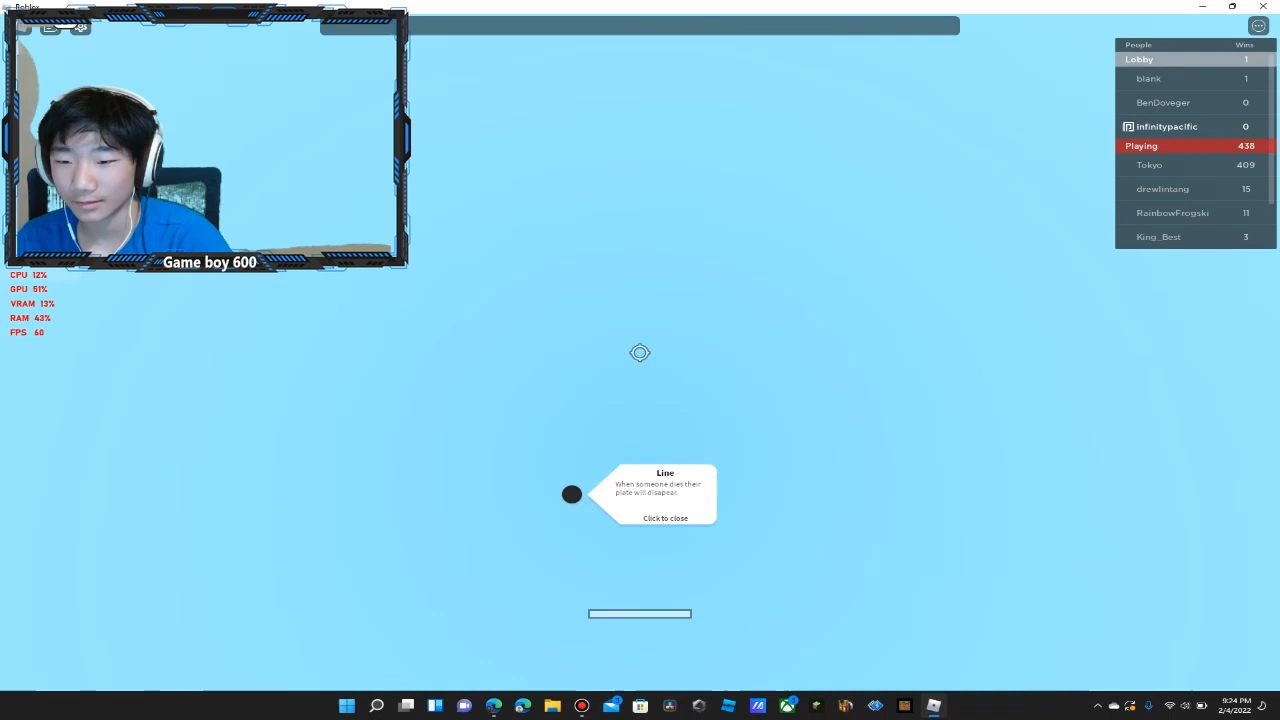 Roblox
People Wins
Lobby 1
blank 1
BenDoveger 0
Infinitypacific 0
Playing 438
Tokyo 409
drewlintang 15
RainbowFrogski 11
King_Best 3
Game boy 600
CPU 12%
GPU 51%
VRAM 13%
RAM 43%
FPS 60
Line
When someone dies their
plate will disapear.
Click to close
9:24 PM
2/4/2022